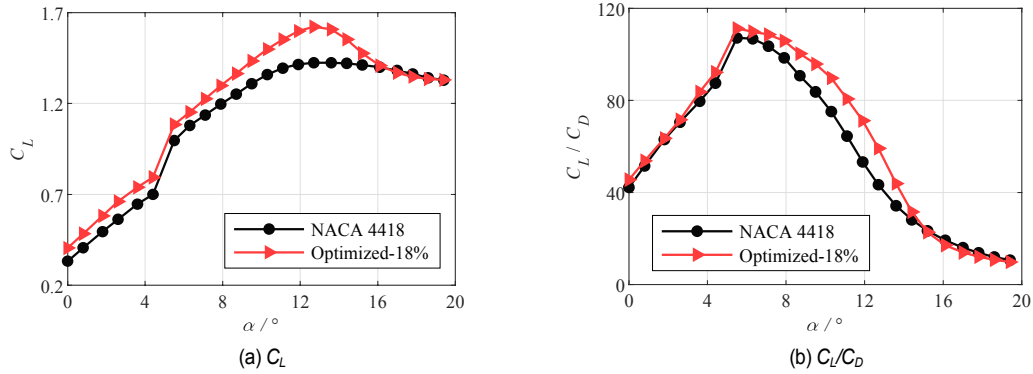 1.7
1.2
0.7
0.2
C_L
0 4 8 12 16 20
α / °
NACA 4418
Optimized-18%
(a) C_L
120
80
40
0
C_L / C_D
0 4 8 12 16 20
α / °
NACA 4418
Optimized-18%
(b) C_L/C_D